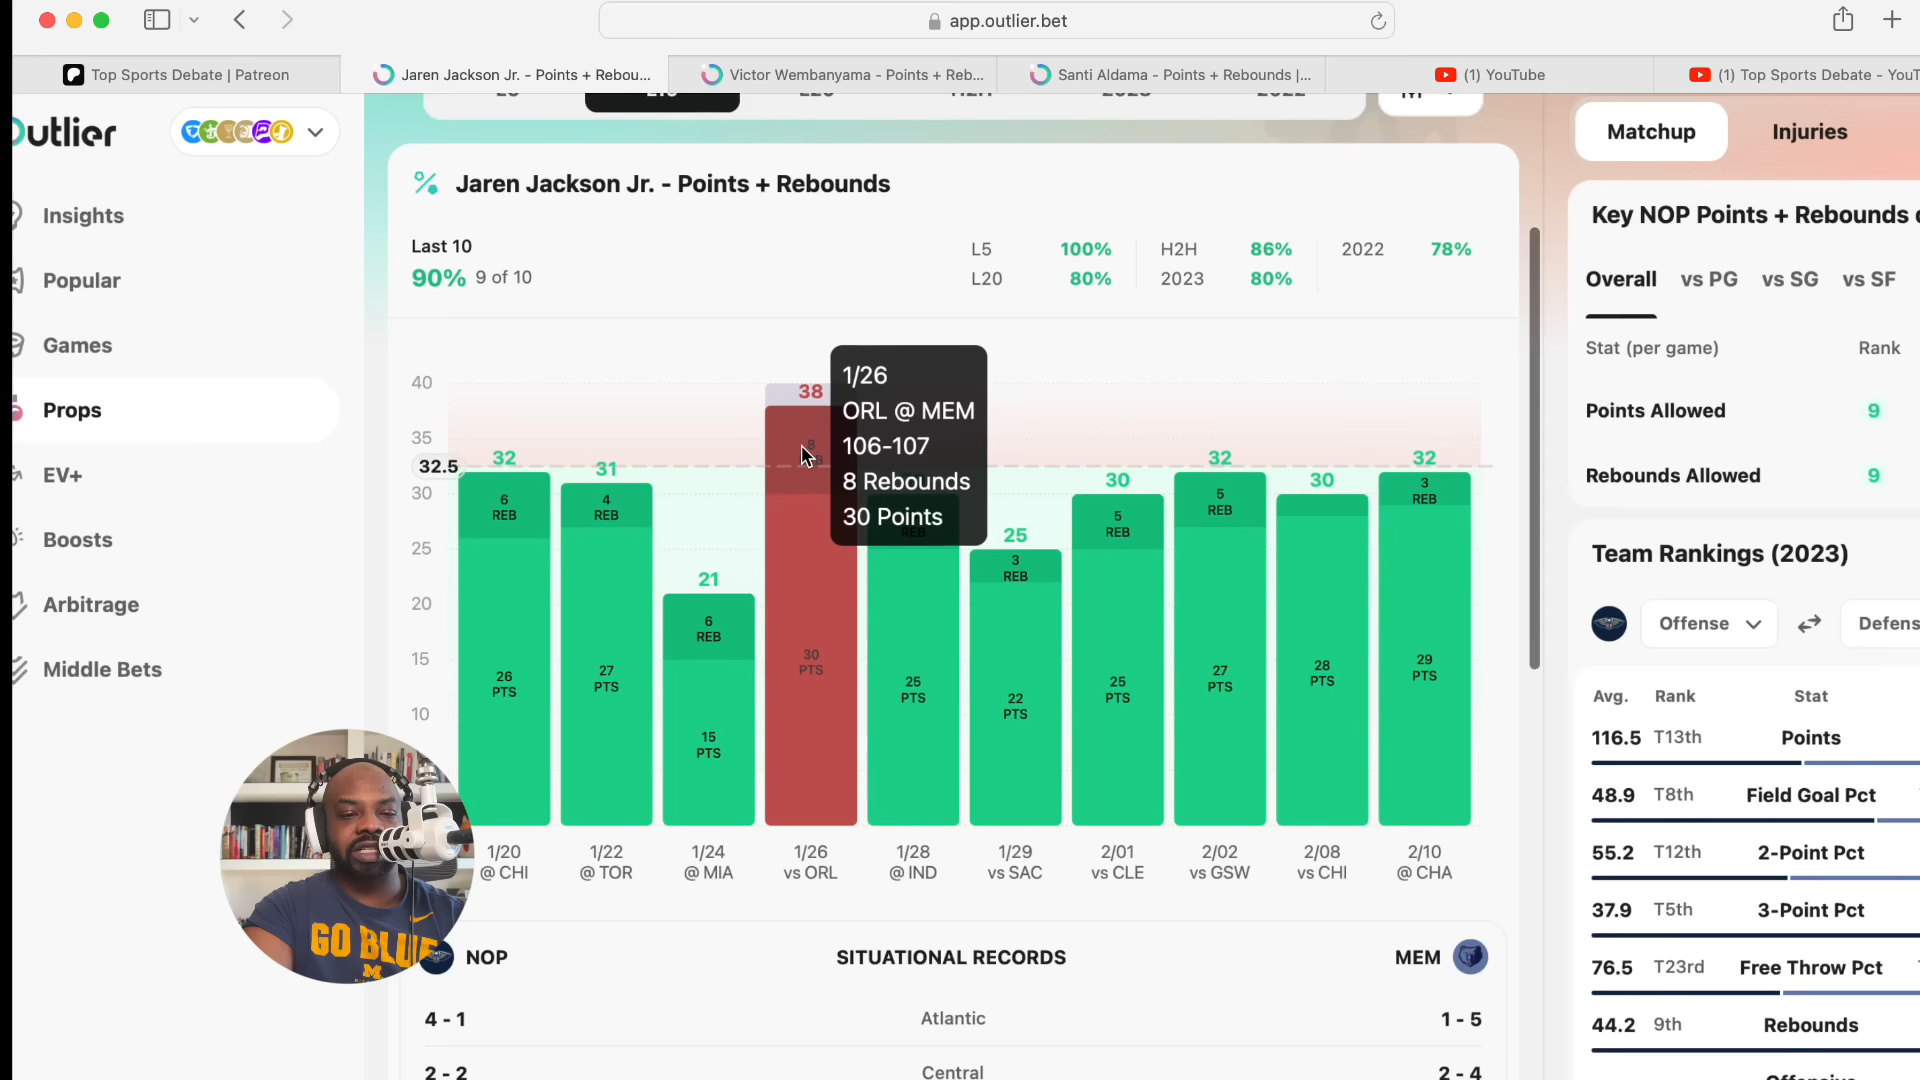 app.outlier.bet
Top Sports Debate | Patreon
Jaren Jackson Jr. - Points + Rebou...
Victor Wembanyama - Points + Reb...
Santi Aldama - Points + Rebounds |...
(1) YouTube
(1) Top Sports Debate - YouT
Outlier
Insights
Popular
Games
Props
EV+
Boosts
Arbitrage
Middle Bets
Jaren Jackson Jr. - Points + Rebounds
Last 10
90% 9 of 10
L5 100% H2H 86% 2022 78%
L20 80% 2023 80%
40
35
32.5
30
25
20
15
10
32
6
REB
26
PTS
31
4
REB
27
PTS
21
6
REB
15
PTS
38
8
30
PTS
1/26
ORL @ MEM
106-107
8 Rebounds
30 Points
REB
25
PTS
25
3
REB
22
PTS
30
5
REB
25
PTS
32
5
REB
27
PTS
30
28
PTS
32
3
REB
29
PTS
1/20 1/22 1/24 1/26 1/28 1/29 2/01 2/02 2/08 2/10
@ CHI @ TOR @ MIA vs ORL @ IND vs SAC vs CLE vs GSW vs CHI @ CHA
NOP SITUATIONAL RECORDS MEM
4 - 1 Atlantic 1 - 5
2 - 2 Central 2 - 4
Matchup Injuries
Key NOP Points + Rebounds
Overall vs PG vs SG vs SF
Stat (per game) Rank
Points Allowed 9
Rebounds Allowed 9
Team Rankings (2023)
Offense Defens
Avg. Rank Stat
116.5 T13th Points
48.9 T8th Field Goal Pct
55.2 T12th 2-Point Pct
37.9 T5th 3-Point Pct
76.5 T23rd Free Throw Pct
44.2 9th Rebounds
GO BLUE
M